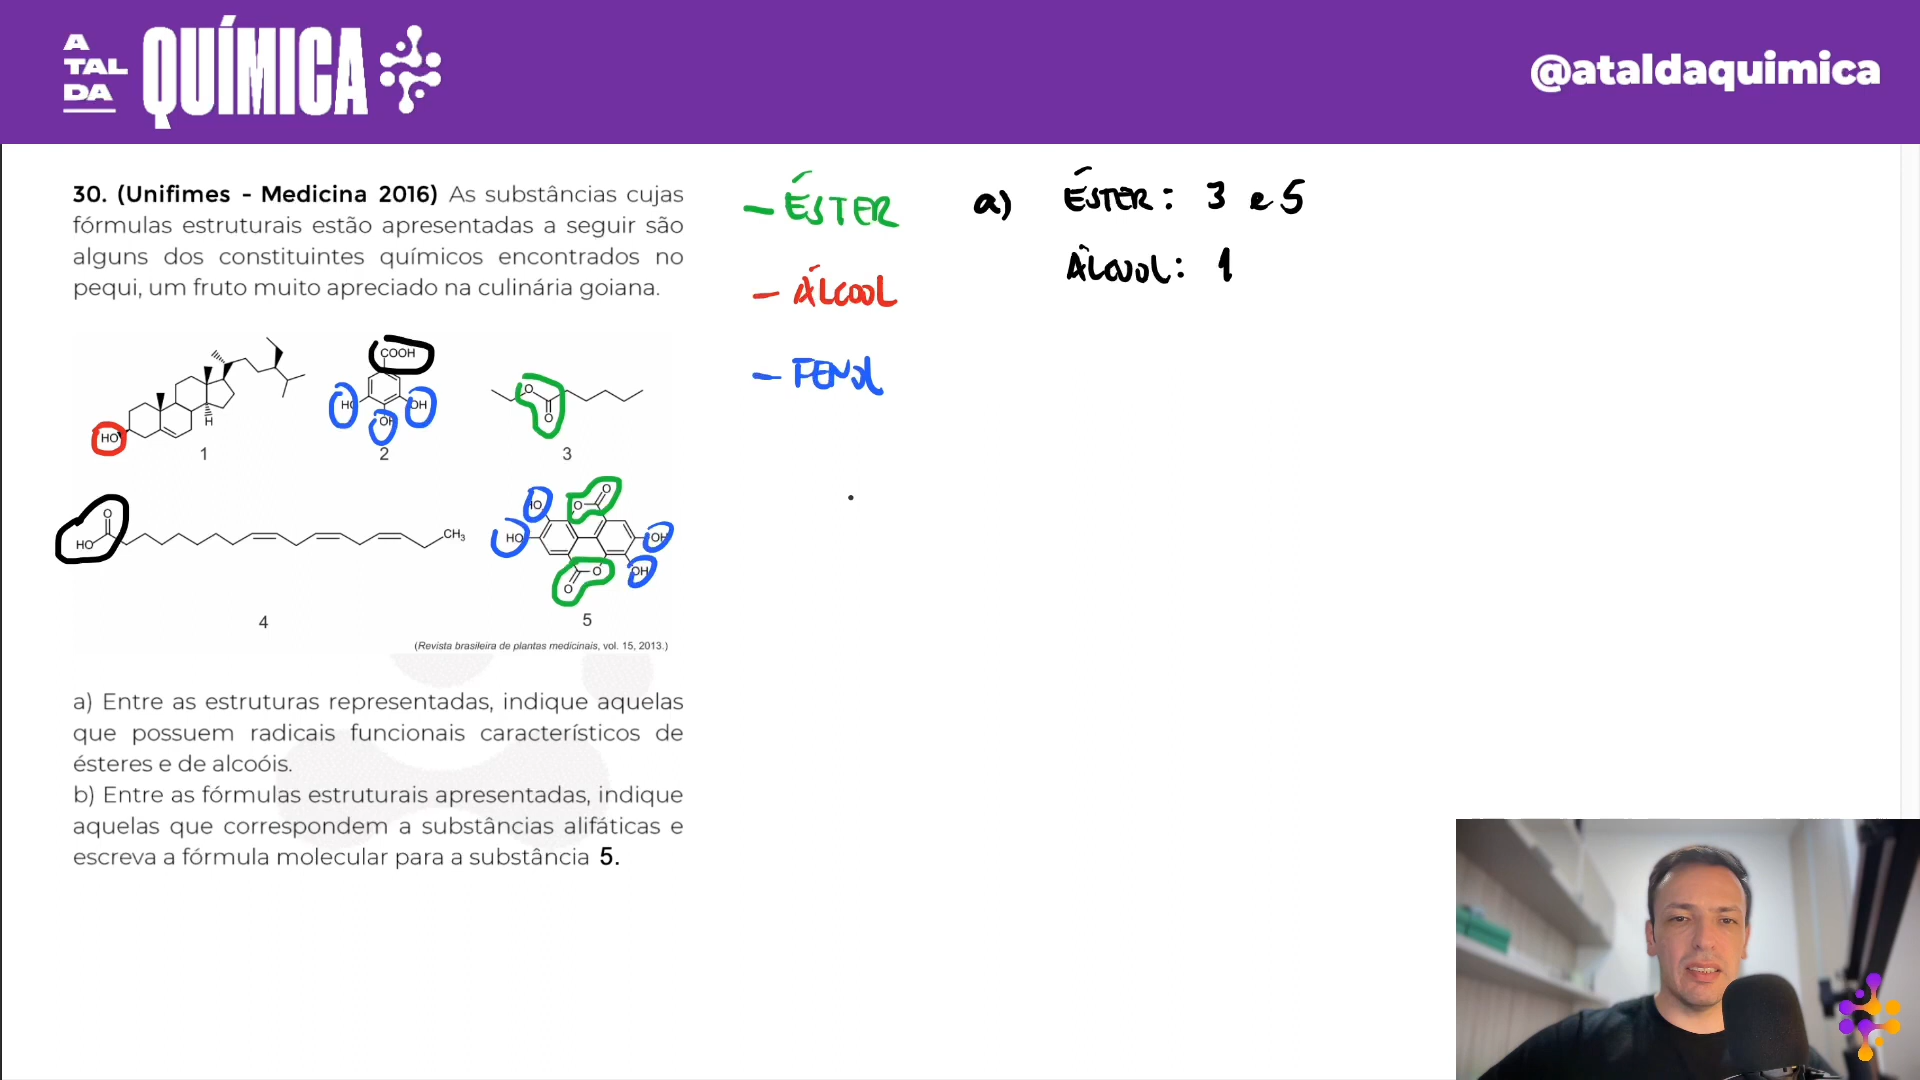 A
TAL
DA
QUÍMICA
@ataldaquimica
30. (Unifimes - Medicina 2016) As substâncias cujas
fórmulas estruturais estão apresentadas a seguir são
alguns dos constituintes químicos encontrados no
pequi, um fruto muito apreciado na culinária goiana.
HO
H
1
COOH
HO
OH
OH
2
O
O
3
O
HO
CH₃
4
HO
HO
O
O
OH
OH
O
O
5
(Revista brasileira de plantas medicinais, vol. 15, 2013.)
a) Entre as estruturas representadas, indique aquelas
que possuem radicais funcionais característicos de
ésteres e de alcoóis.
b) Entre as fórmulas estruturais apresentadas, indique
aquelas que correspondem a substâncias alifáticas e
escreva a fórmula molecular para a substância 5.
- ÉSTER
- ÁLCOOL
- FENOL
a) ÉSTER: 3 e 5
ÁLCOOL: 1